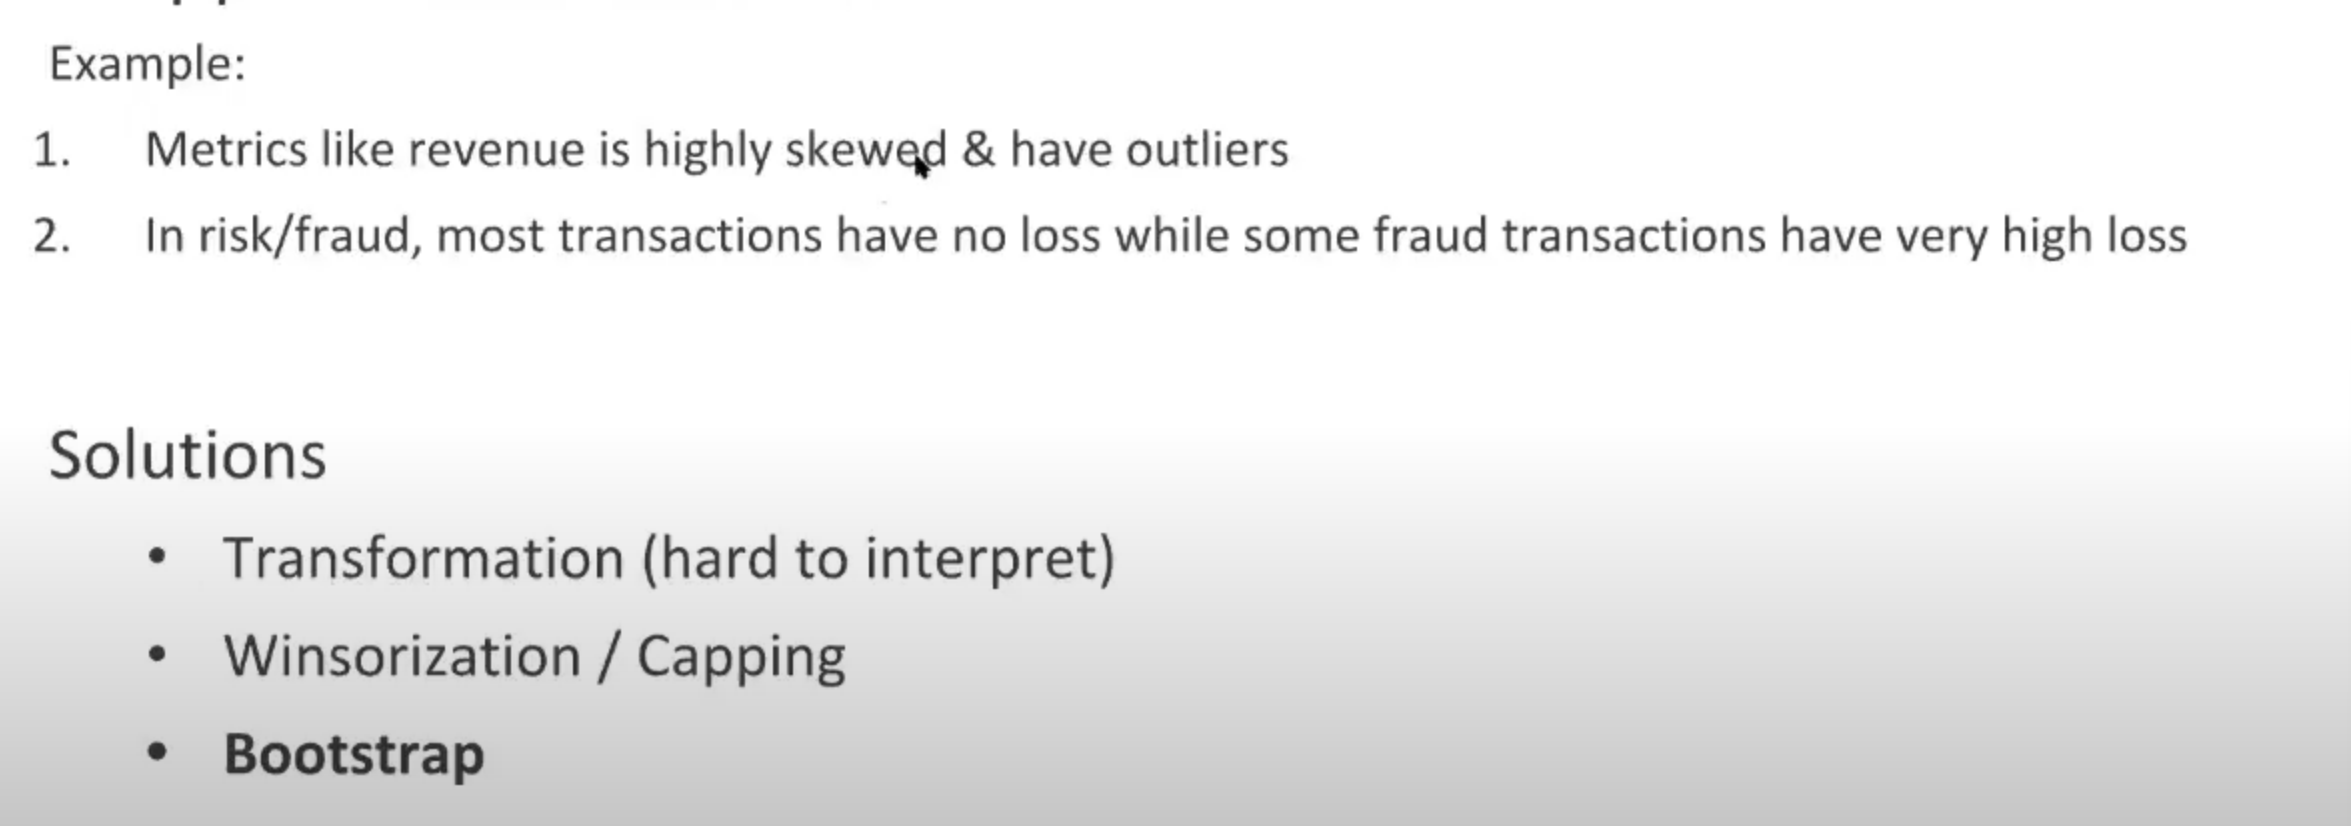 Example:
1. Metrics like revenue is highly skewed & have outliers
2. In risk/fraud, most transactions have no loss while some fraud transactions have very high loss
Solutions
• Transformation (hard to interpret)
• Winsorization / Capping
• Bootstrap